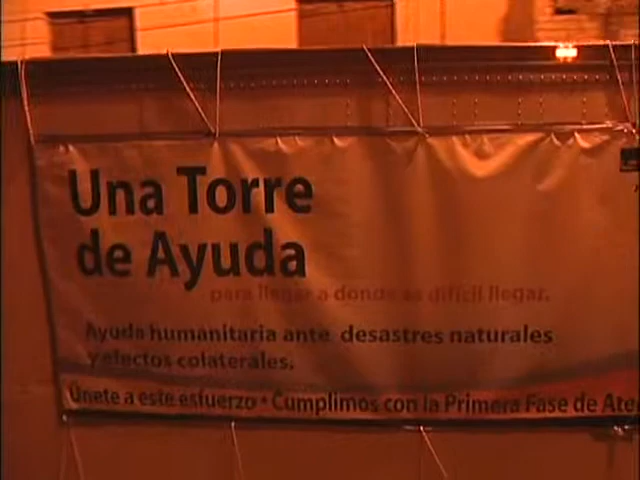 Una Torre
de Ayuda
para llegar a donde es difícil llegar.
Ayuda humanitaria ante desastres naturales
y efectos colaterales.
Únete a este esfuerzo • Cumplimos con la Primera Fase de